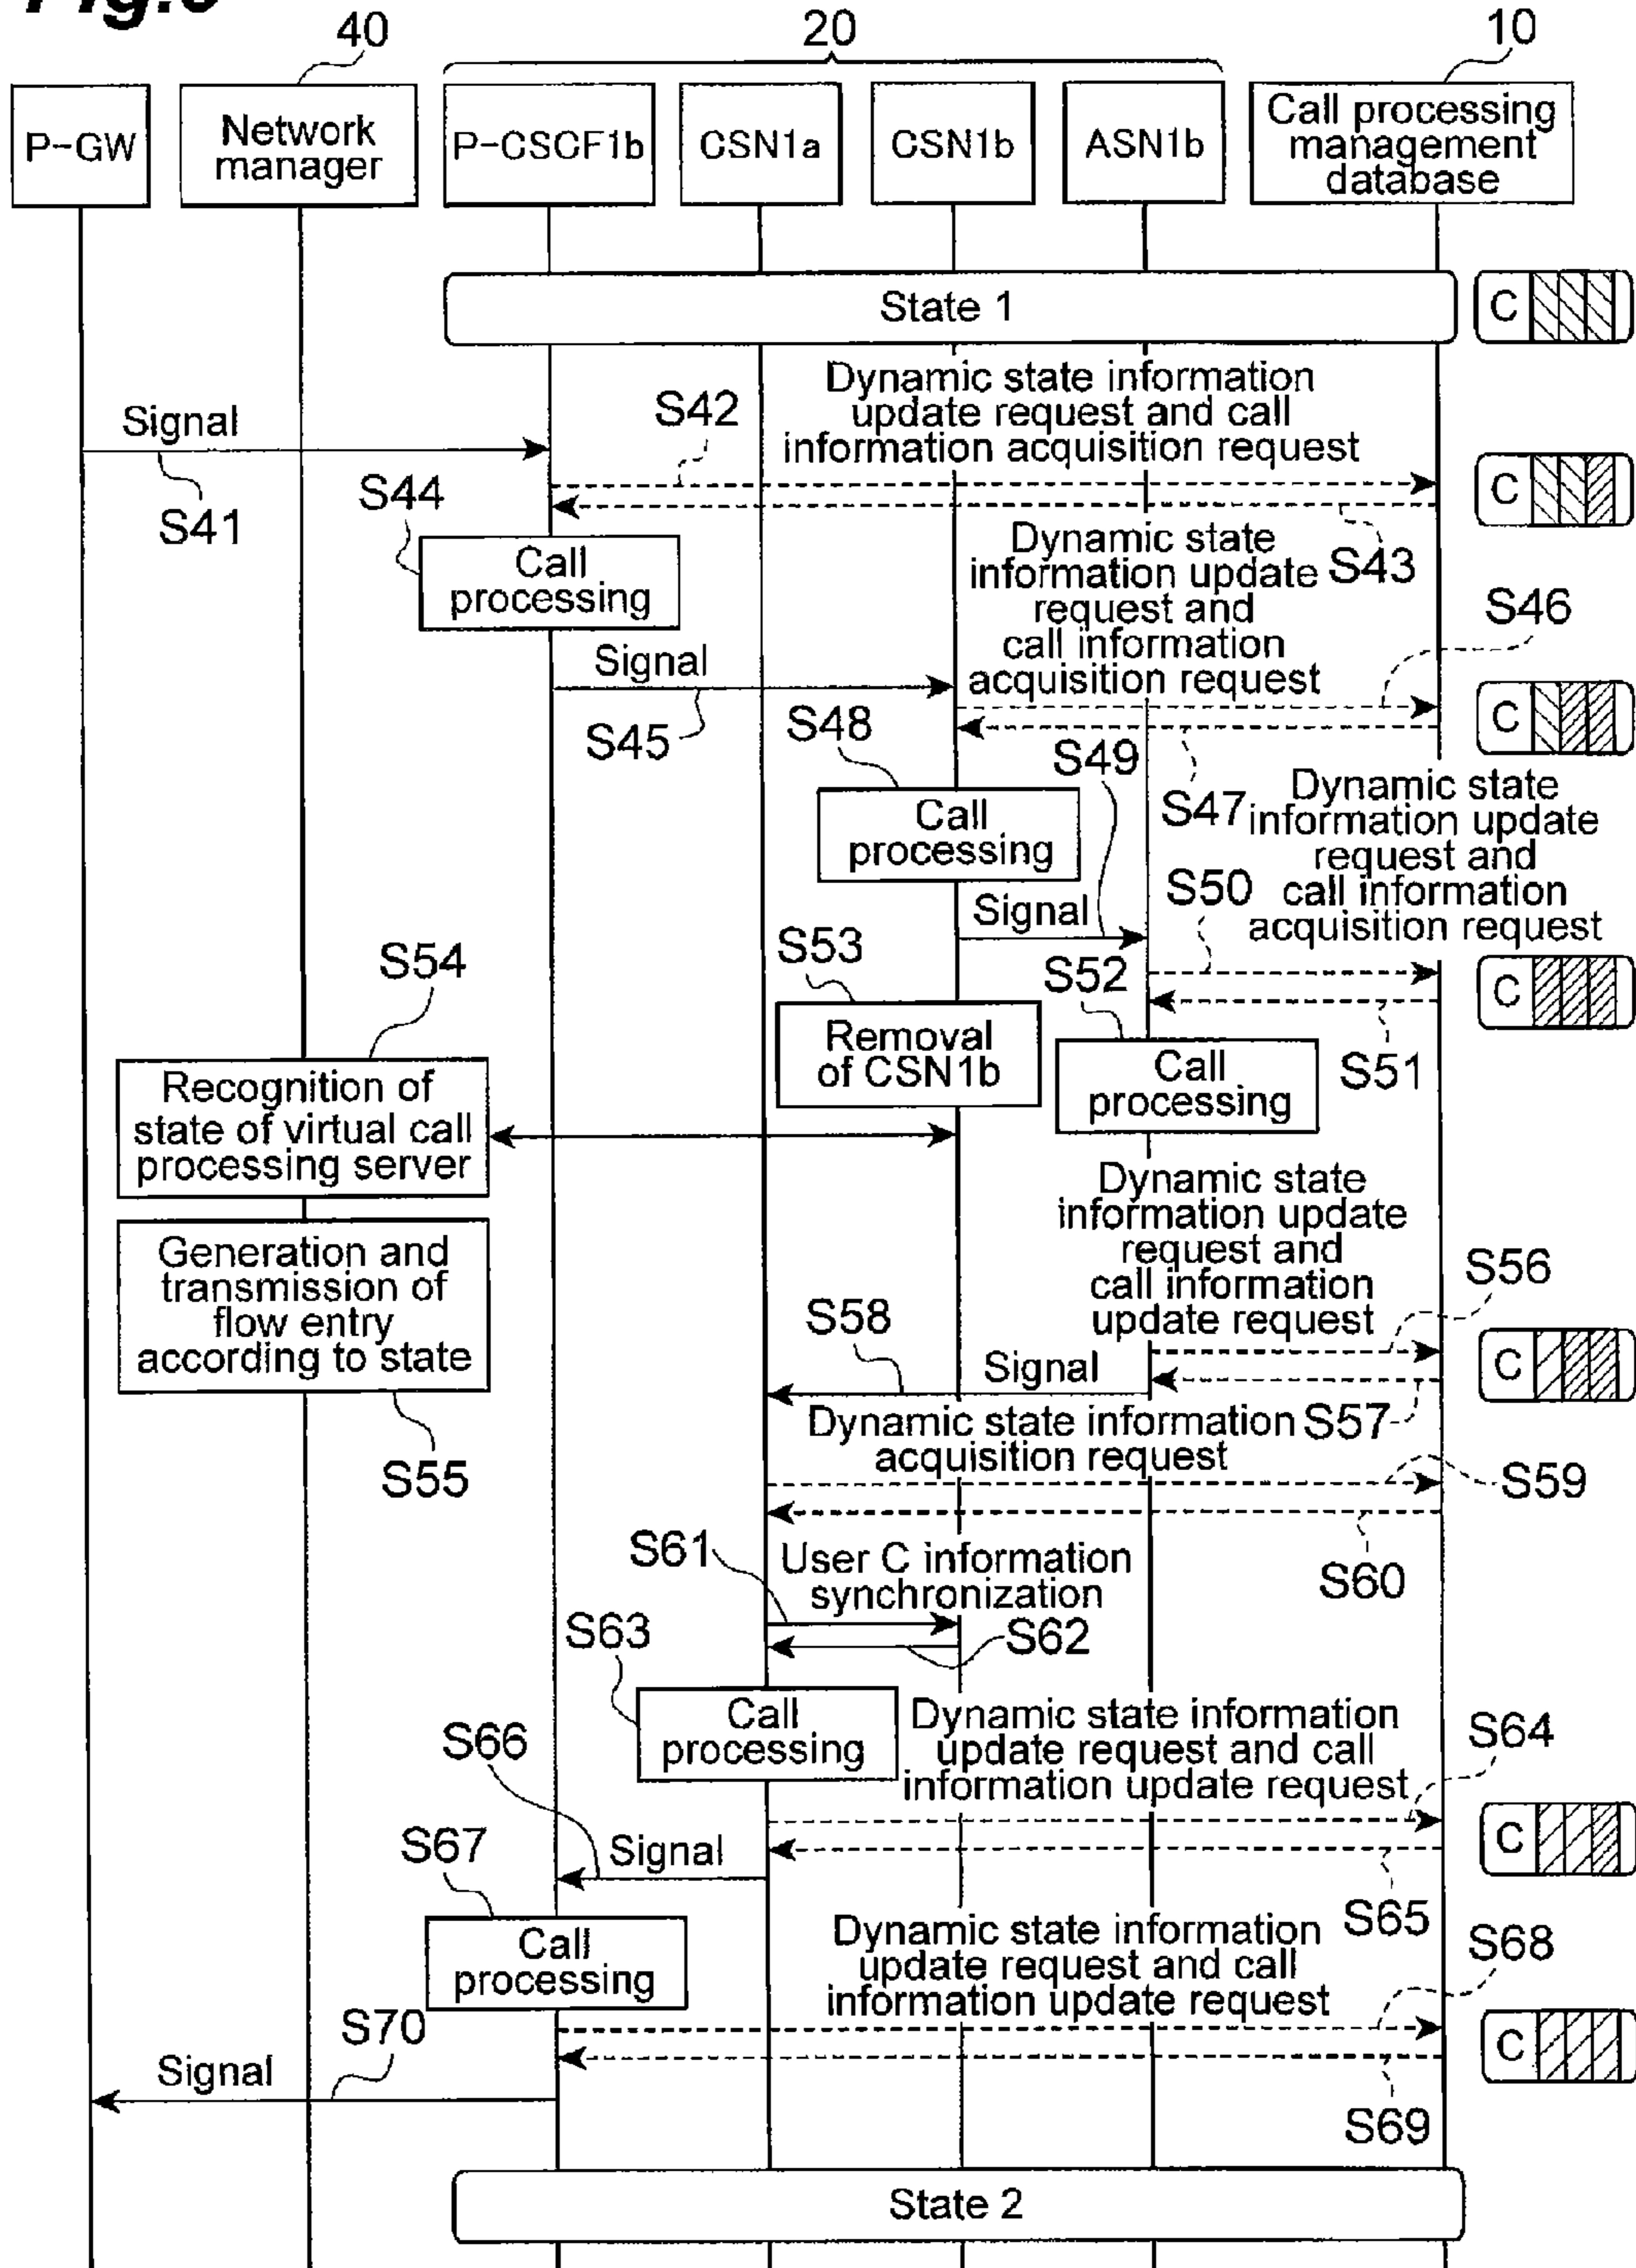 40
20
10
P-GW
Network
manager
P-CSCF1b
CSN1a
CSN1b
ASN1b
Call processing
management
database
State 1
C
Signal
S41
S42
Dynamic state information
update request and call
information acquisition request
C
S43
S44
Call
processing
Dynamic state
information update
request and
call information
acquisition request
S46
Signal
S45
C
S47
S48
Call
processing
S49
Signal
Dynamic state
information update
request and
call information
acquisition request
S50
C
S51
S52
Call
processing
S53
Removal
of CSN1b
S54
Recognition of
state of virtual call
processing server
Generation and
transmission of
flow entry
according to state
S55
Dynamic state
information update
request and
call information
update request
S56
C
S57
S58
Signal
Dynamic state information
acquisition request
S59
S60
S61
User C information
synchronization
S62
S63
Call
processing
Dynamic state information
update request and call
information update request
S64
C
S65
S66
Signal
S67
Call
processing
Dynamic state information
update request and call
information update request
S68
C
S69
S70
Signal
State 2